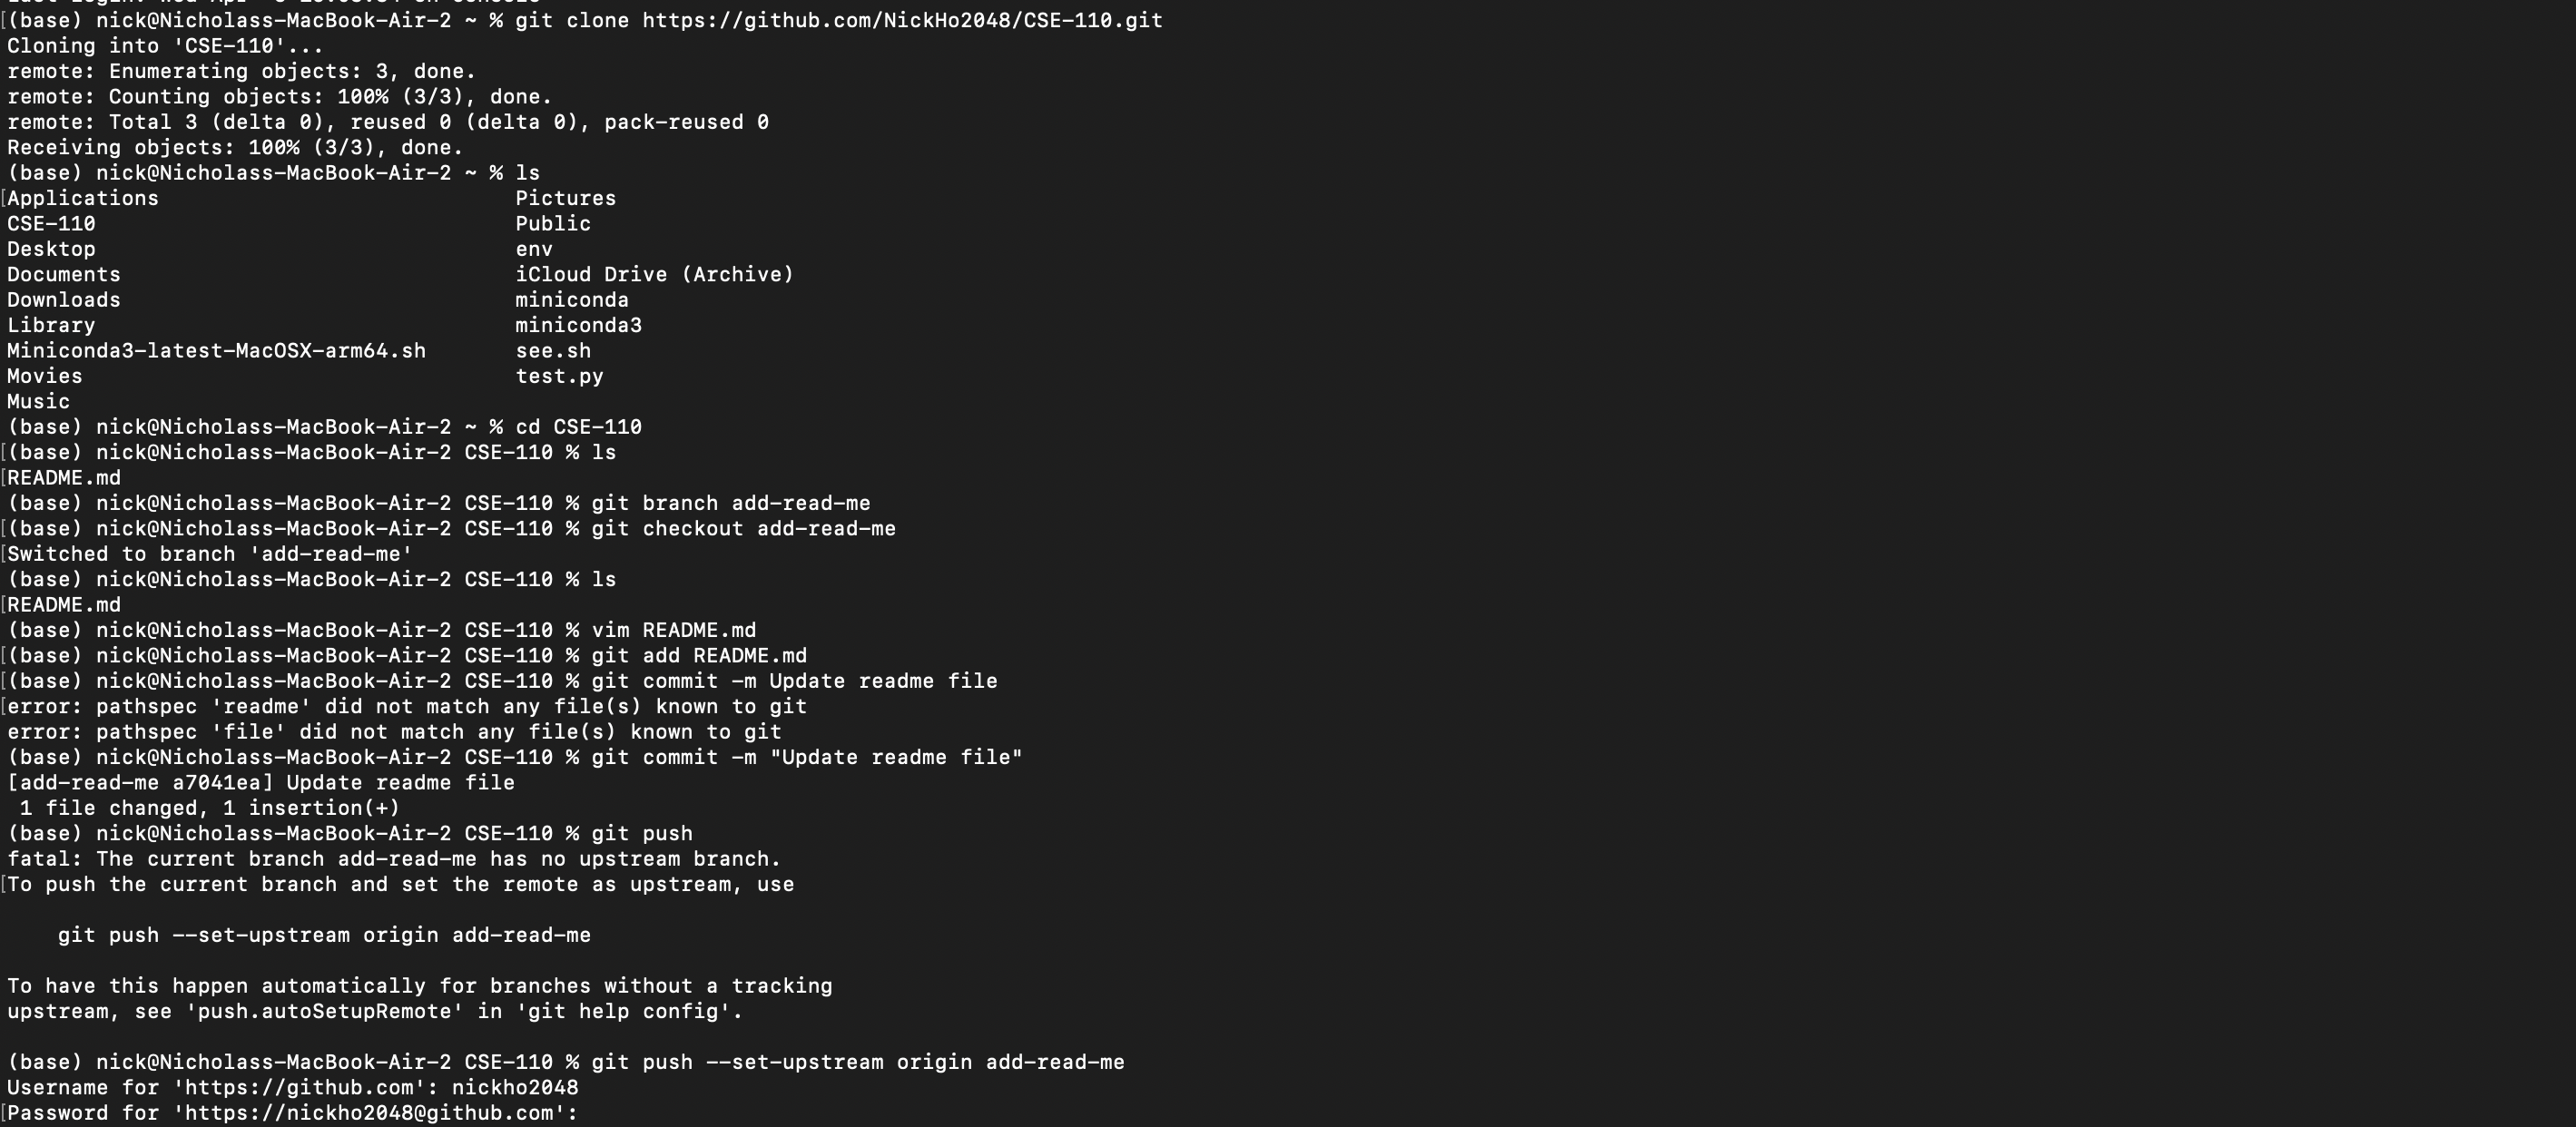 (base) nick@Nicholass-MacBook-Air-2 ~ % git clone https://github.com/NickHo2048/CSE-110.git
Cloning into 'CSE-110'...
remote: Enumerating objects: 3, done.
remote: Counting objects: 100% (3/3), done.
remote: Total 3 (delta 0), reused 0 (delta 0), pack-reused 0
Receiving objects: 100% (3/3), done.
(base) nick@Nicholass-MacBook-Air-2 ~ % ls
Applications Pictures
CSE-110 Public
Desktop env
Documents iCloud Drive (Archive)
Downloads miniconda
Library miniconda3
Miniconda3-latest-MacOSX-arm64.sh see.sh
Movies test.py
Music
(base) nick@Nicholass-MacBook-Air-2 ~ % cd CSE-110
(base) nick@Nicholass-MacBook-Air-2 CSE-110 % ls
README.md
(base) nick@Nicholass-MacBook-Air-2 CSE-110 % git branch add-read-me
(base) nick@Nicholass-MacBook-Air-2 CSE-110 % git checkout add-read-me
Switched to branch 'add-read-me'
(base) nick@Nicholass-MacBook-Air-2 CSE-110 % ls
README.md
(base) nick@Nicholass-MacBook-Air-2 CSE-110 % vim README.md
(base) nick@Nicholass-MacBook-Air-2 CSE-110 % git add README.md
(base) nick@Nicholass-MacBook-Air-2 CSE-110 % git commit -m Update readme file
error: pathspec 'readme' did not match any file(s) known to git
error: pathspec 'file' did not match any file(s) known to git
(base) nick@Nicholass-MacBook-Air-2 CSE-110 % git commit -m "Update readme file"
[add-read-me a7041ea] Update readme file
1 file changed, 1 insertion(+)
(base) nick@Nicholass-MacBook-Air-2 CSE-110 % git push
fatal: The current branch add-read-me has no upstream branch.
To push the current branch and set the remote as upstream, use
git push --set-upstream origin add-read-me
To have this happen automatically for branches without a tracking
upstream, see 'push.autoSetupRemote' in 'git help config'.
(base) nick@Nicholass-MacBook-Air-2 CSE-110 % git push --set-upstream origin add-read-me
Username for 'https://github.com': nickho2048
Password for 'https://nickho2048@github.com':